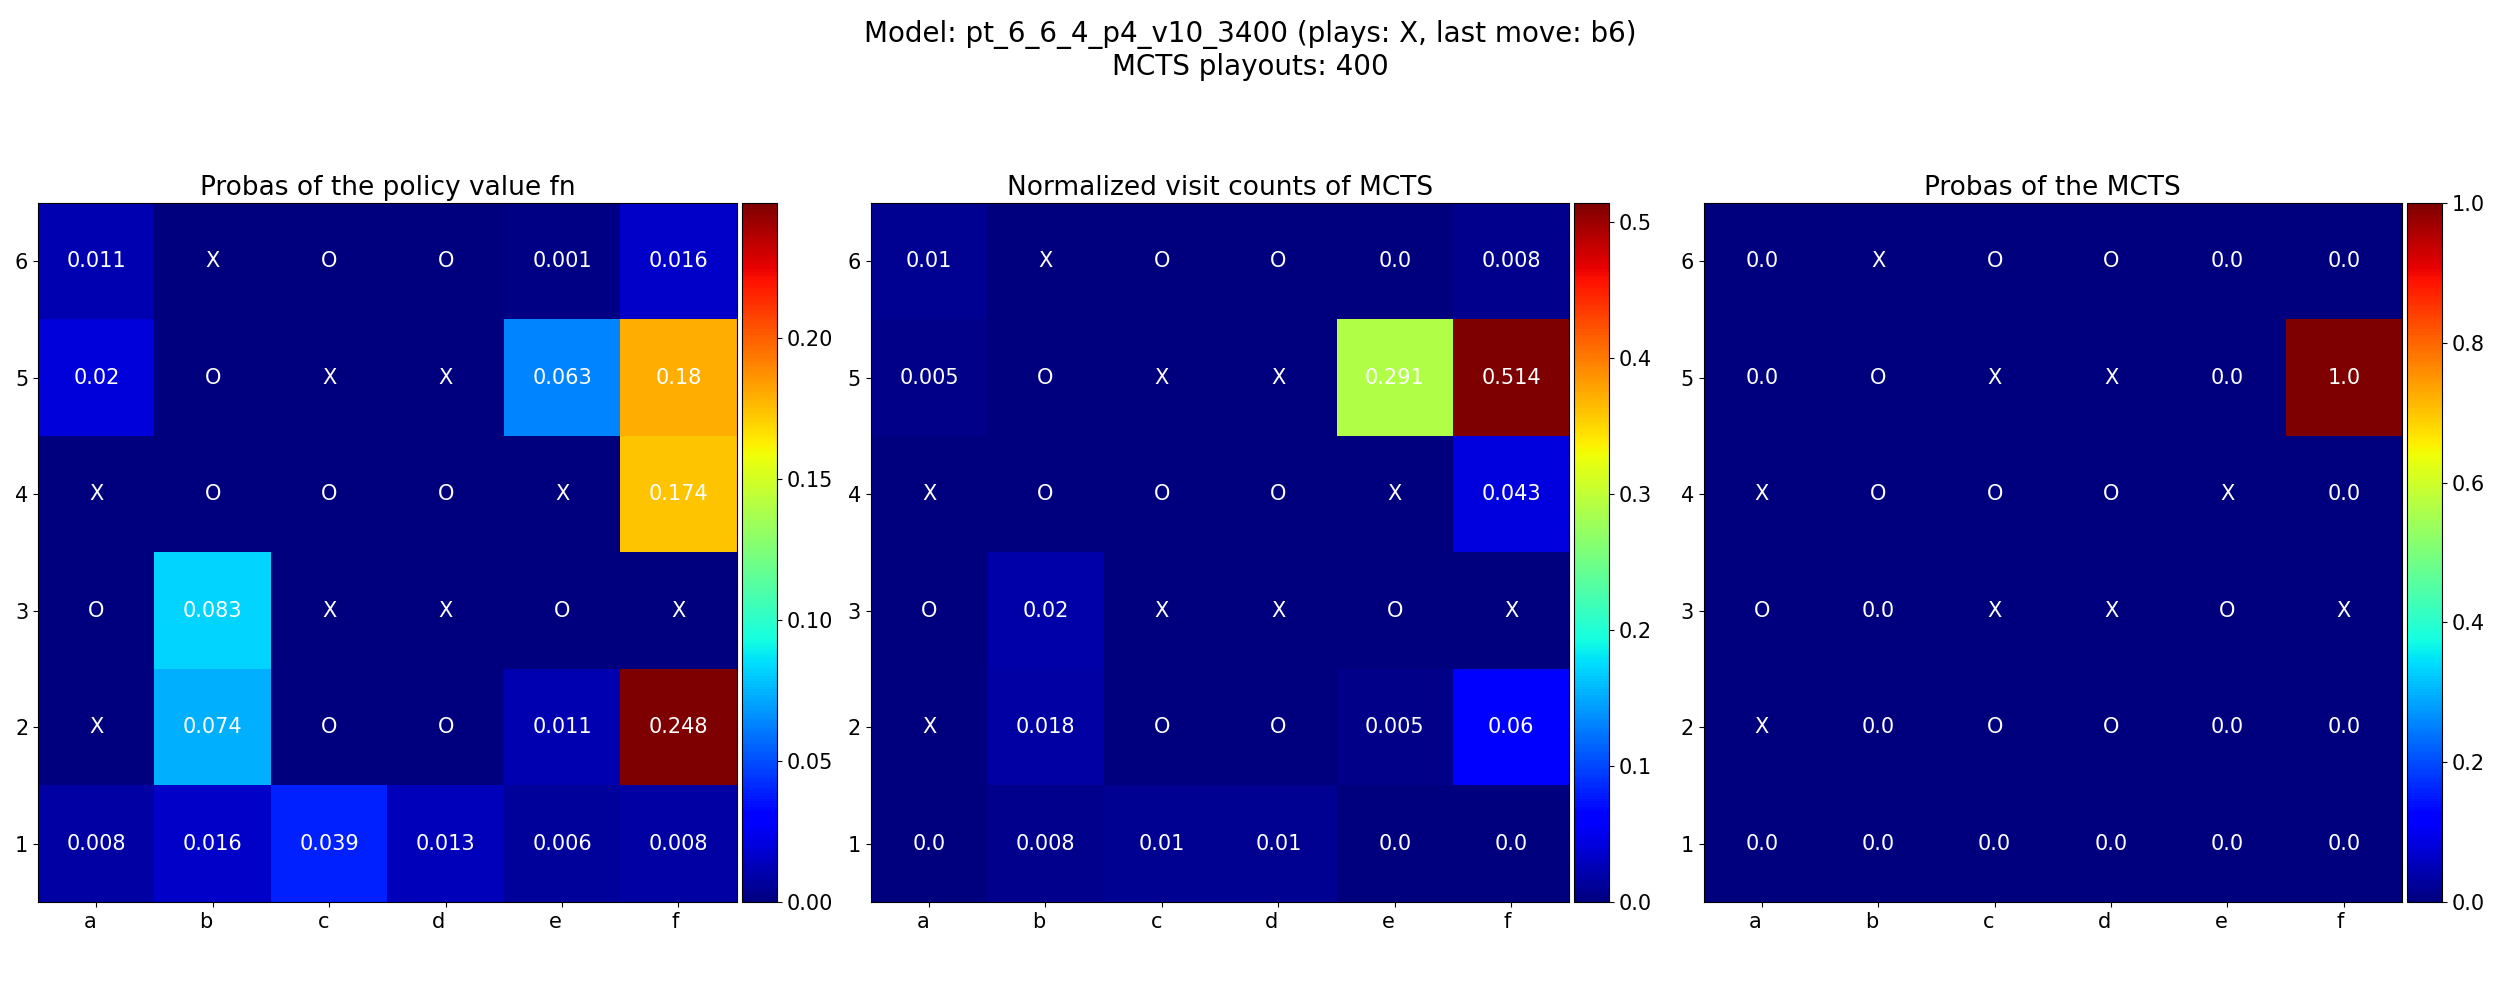 Model: pt_6_6_4_p4_v10_3400 (plays: X, last move: b6)
MCTS playouts: 400
Probas of the policy value fn
6 0.011 X O O 0.001 0.016
5 0.02 O X X 0.063 0.18
4 X O O O X 0.174
3 O 0.083 X X O X
2 X 0.074 O O 0.011 0.248
1 0.008 0.016 0.039 0.013 0.006 0.008
a b c d e f
0.20
0.15
0.10
0.05
0.00
Normalized visit counts of MCTS
6 0.01 X O O 0.0 0.008
5 0.005 O X X 0.291 0.514
4 X O O O X 0.043
3 O 0.02 X X O X
2 X 0.018 O O 0.005 0.06
1 0.0 0.008 0.01 0.01 0.0 0.0
a b c d e f
0.5
0.4
0.3
0.2
0.1
0.0
Probas of the MCTS
6 0.0 X O O 0.0 0.0
5 0.0 O X X 0.0 1.0
4 X O O O X 0.0
3 O 0.0 X X O X
2 X 0.0 O O 0.0 0.0
1 0.0 0.0 0.0 0.0 0.0 0.0
a b c d e f
1.0
0.8
0.6
0.4
0.2
0.0